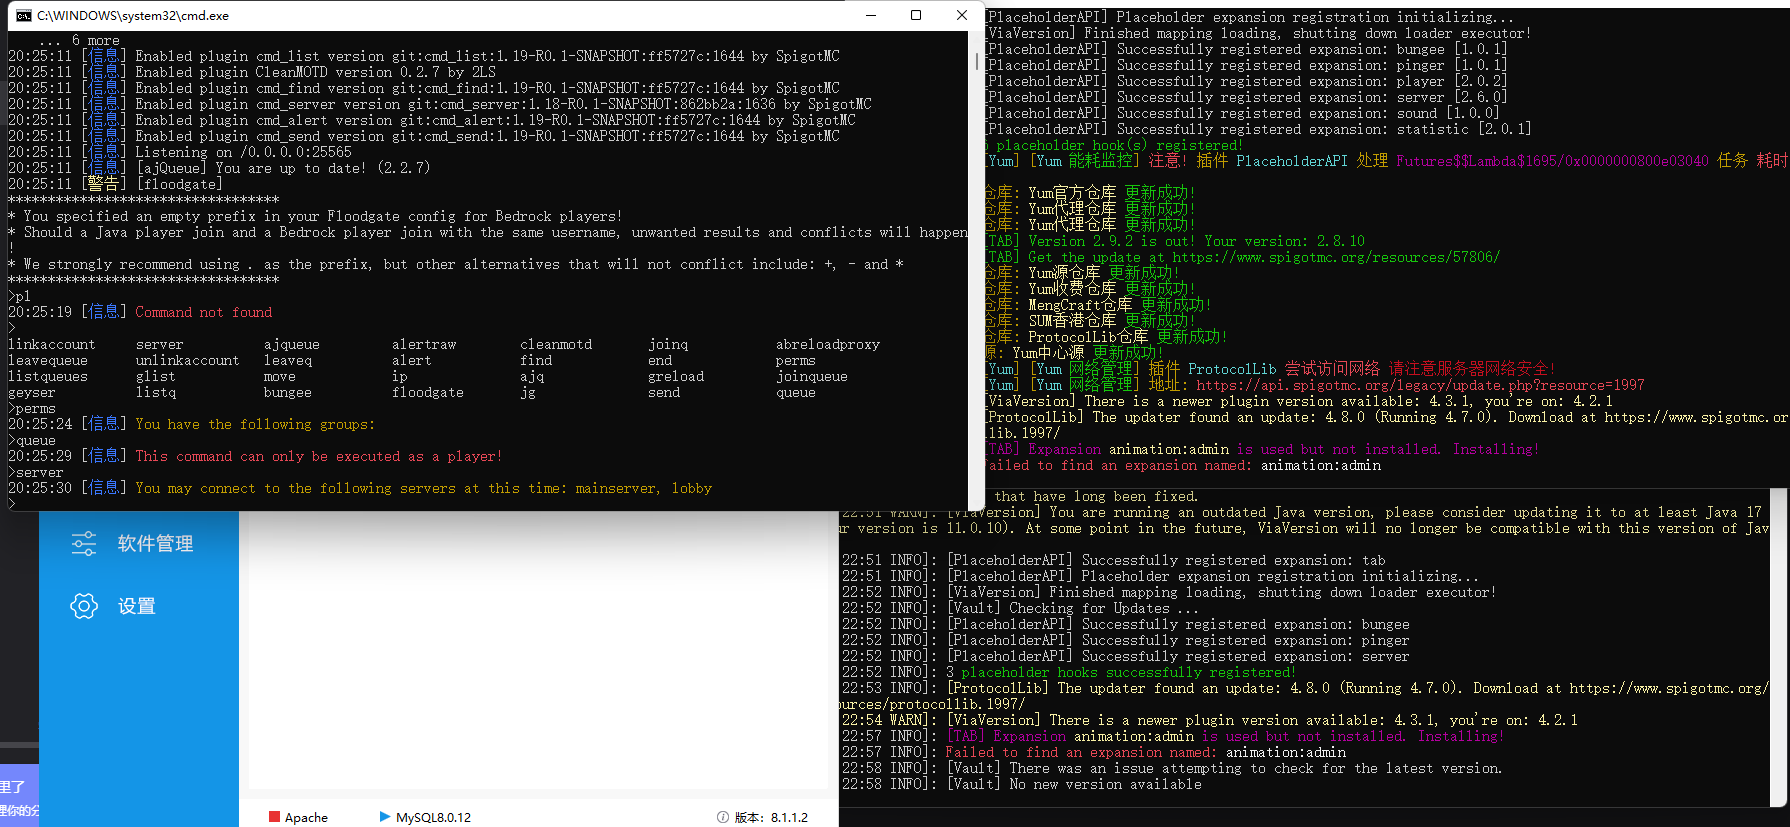 C:\WINDOWS\system32\cmd.exe
... 6 more
20:25:11 [信息] Enabled plugin cmd_list version git:cmd_list:1.19-R0.1-SNAPSHOT:ff5727c:1644 by SpigotMC
20:25:11 [信息] Enabled plugin CleanMOTD version 0.2.7 by 2LS
20:25:11 [信息] Enabled plugin cmd_find version git:cmd_find:1.19-R0.1-SNAPSHOT:ff5727c:1644 by SpigotMC
20:25:11 [信息] Enabled plugin cmd_server version git:cmd_server:1.18-R0.1-SNAPSHOT:862bb2a:1636 by SpigotMC
20:25:11 [信息] Enabled plugin cmd_alert version git:cmd_alert:1.19-R0.1-SNAPSHOT:ff5727c:1644 by SpigotMC
20:25:11 [信息] Enabled plugin cmd_send version git:cmd_send:1.19-R0.1-SNAPSHOT:ff5727c:1644 by SpigotMC
20:25:11 [信息] Listening on /0.0.0.0:25565
20:25:11 [信息] [ajQueue] You are up to date! (2.2.7)
20:25:11 [警告] [floodgate]
**********************************
* You specified an empty prefix in your Floodgate config for Bedrock players!
* Should a Java player join and a Bedrock player join with the same username, unwanted results and conflicts will happen
!
* We strongly recommend using . as the prefix, but other alternatives that will not conflict include: +, - and *
**********************************
>pl
20:25:19 [信息] Command not found
>
linkaccount server ajqueue alertraw cleanmotd joinq abreloadproxy
leavequeue unlinkaccount leaveq alert find end perms
listqueues glist move ip ajq greload joinqueue
geyser listq bungee floodgate jg send queue
>perms
20:25:24 [信息] You have the following groups:
>queue
20:25:29 [信息] This command can only be executed as a player!
>server
20:25:30 [信息] You may connect to the following servers at this time: mainserver, lobby
>
[PlaceholderAPI] Placeholder expansion registration initializing...
[ViaVersion] Finished mapping loading, shutting down loader executor!
[PlaceholderAPI] Successfully registered expansion: bungee [1.0.1]
[PlaceholderAPI] Successfully registered expansion: pinger [1.0.1]
[PlaceholderAPI] Successfully registered expansion: player [2.0.2]
[PlaceholderAPI] Successfully registered expansion: server [2.6.0]
[PlaceholderAPI] Successfully registered expansion: sound [1.0.0]
[PlaceholderAPI] Successfully registered expansion: statistic [2.0.1]
placeholder hook(s) registered!
[Yum] [Yum 能耗监控] 注意! 插件 PlaceholderAPI 处理 Futures$$Lambda$1695/0x0000000800e03040 任务 耗时
仓库: Yum官方仓库 更新成功!
仓库: Yum代理仓库 更新成功!
仓库: Yum代理仓库 更新成功!
[TAB] Version 2.9.2 is out! Your version: 2.8.10
[TAB] Get the update at https://www.spigotmc.org/resources/57806/
仓库: Yum源仓库 更新成功!
仓库: Yum收费仓库 更新成功!
仓库: MengCraft仓库 更新成功!
仓库: SUM香港仓库 更新成功!
仓库: ProtocolLib仓库 更新成功!
源: Yum中心源 更新成功!
[Yum] [Yum 网络管理] 插件 ProtocolLib 尝试访问网络 请注意服务器网络安全!
[Yum] [Yum 网络管理] 地址: https://api.spigotmc.org/legacy/update.php?resource=1997
[ViaVersion] There is a newer plugin version available: 4.3.1, you're on: 4.2.1
[ProtocolLib] The updater found an update: 4.8.0 (Running 4.7.0). Download at https://www.spigotmc.or
lib.1997/
[TAB] Expansion animation:admin is used but not installed. Installing!
Failed to find an expansion named: animation:admin
that have long been fixed.
22:51 WARN]: [ViaVersion] You are running an outdated Java version, please consider updating it to at least Java 17
ur version is 11.0.10). At some point in the future, ViaVersion will no longer be compatible with this version of Jav
22:51 INFO]: [PlaceholderAPI] Successfully registered expansion: tab
22:51 INFO]: [PlaceholderAPI] Placeholder expansion registration initializing...
22:52 INFO]: [ViaVersion] Finished mapping loading, shutting down loader executor!
22:52 INFO]: [Vault] Checking for Updates ...
22:52 INFO]: [PlaceholderAPI] Successfully registered expansion: bungee
22:52 INFO]: [PlaceholderAPI] Successfully registered expansion: pinger
22:52 INFO]: [PlaceholderAPI] Successfully registered expansion: server
22:52 INFO]: 3 placeholder hooks successfully registered!
22:53 INFO]: [ProtocolLib] The updater found an update: 4.8.0 (Running 4.7.0). Download at https://www.spigotmc.org/
ources/protocollib.1997/
22:54 WARN]: [ViaVersion] There is a newer plugin version available: 4.3.1, you're on: 4.2.1
22:57 INFO]: [TAB] Expansion animation:admin is used but not installed. Installing!
22:57 INFO]: Failed to find an expansion named: animation:admin
22:58 INFO]: [Vault] There was an issue attempting to check for the latest version.
22:58 INFO]: [Vault] No new version available
软件管理
设置
里了
理你的分
Apache
MySQL8.0.12
版本: 8.1.1.2